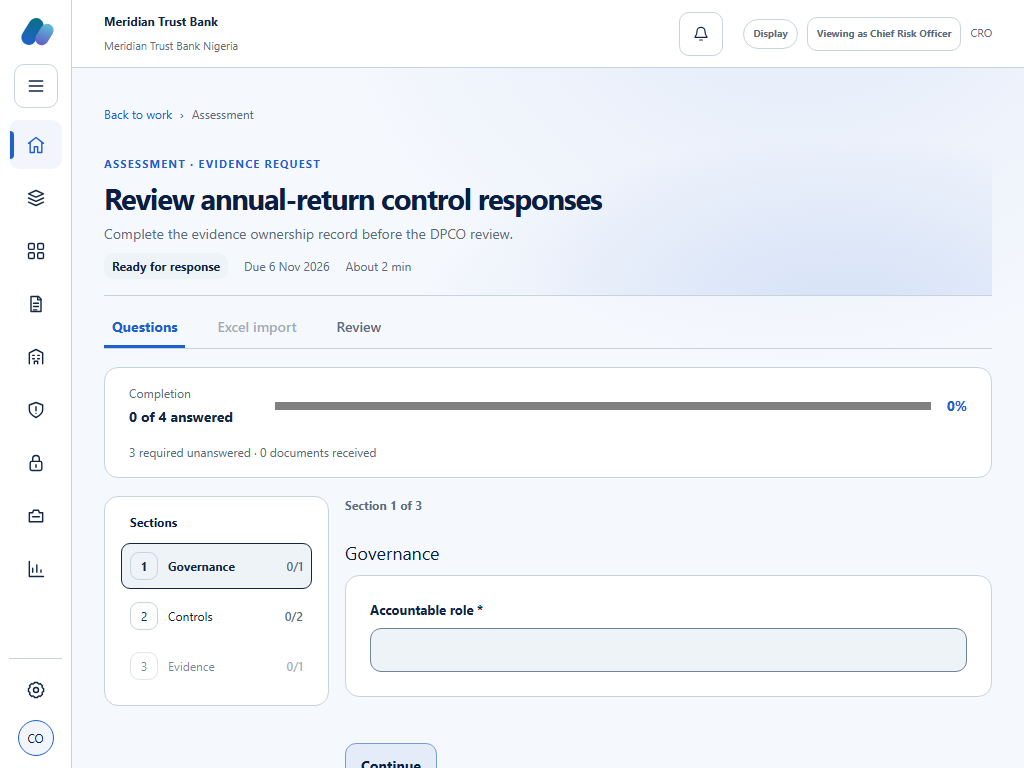 Meridian Trust Bank
Meridian Trust Bank Nigeria
Display
Viewing as Chief Risk Officer
CRO
Back to work › Assessment
ASSESSMENT · EVIDENCE REQUEST
Review annual-return control responses
Complete the evidence ownership record before the DPCO review.
Ready for response
Due 6 Nov 2026
About 2 min
Questions
Excel import
Review
Completion
0 of 4 answered
0%
3 required unanswered · 0 documents received
Sections
1 Governance 0/1
2 Controls 0/2
3 Evidence 0/1
Section 1 of 3
Governance
Accountable role *
Continue
CO